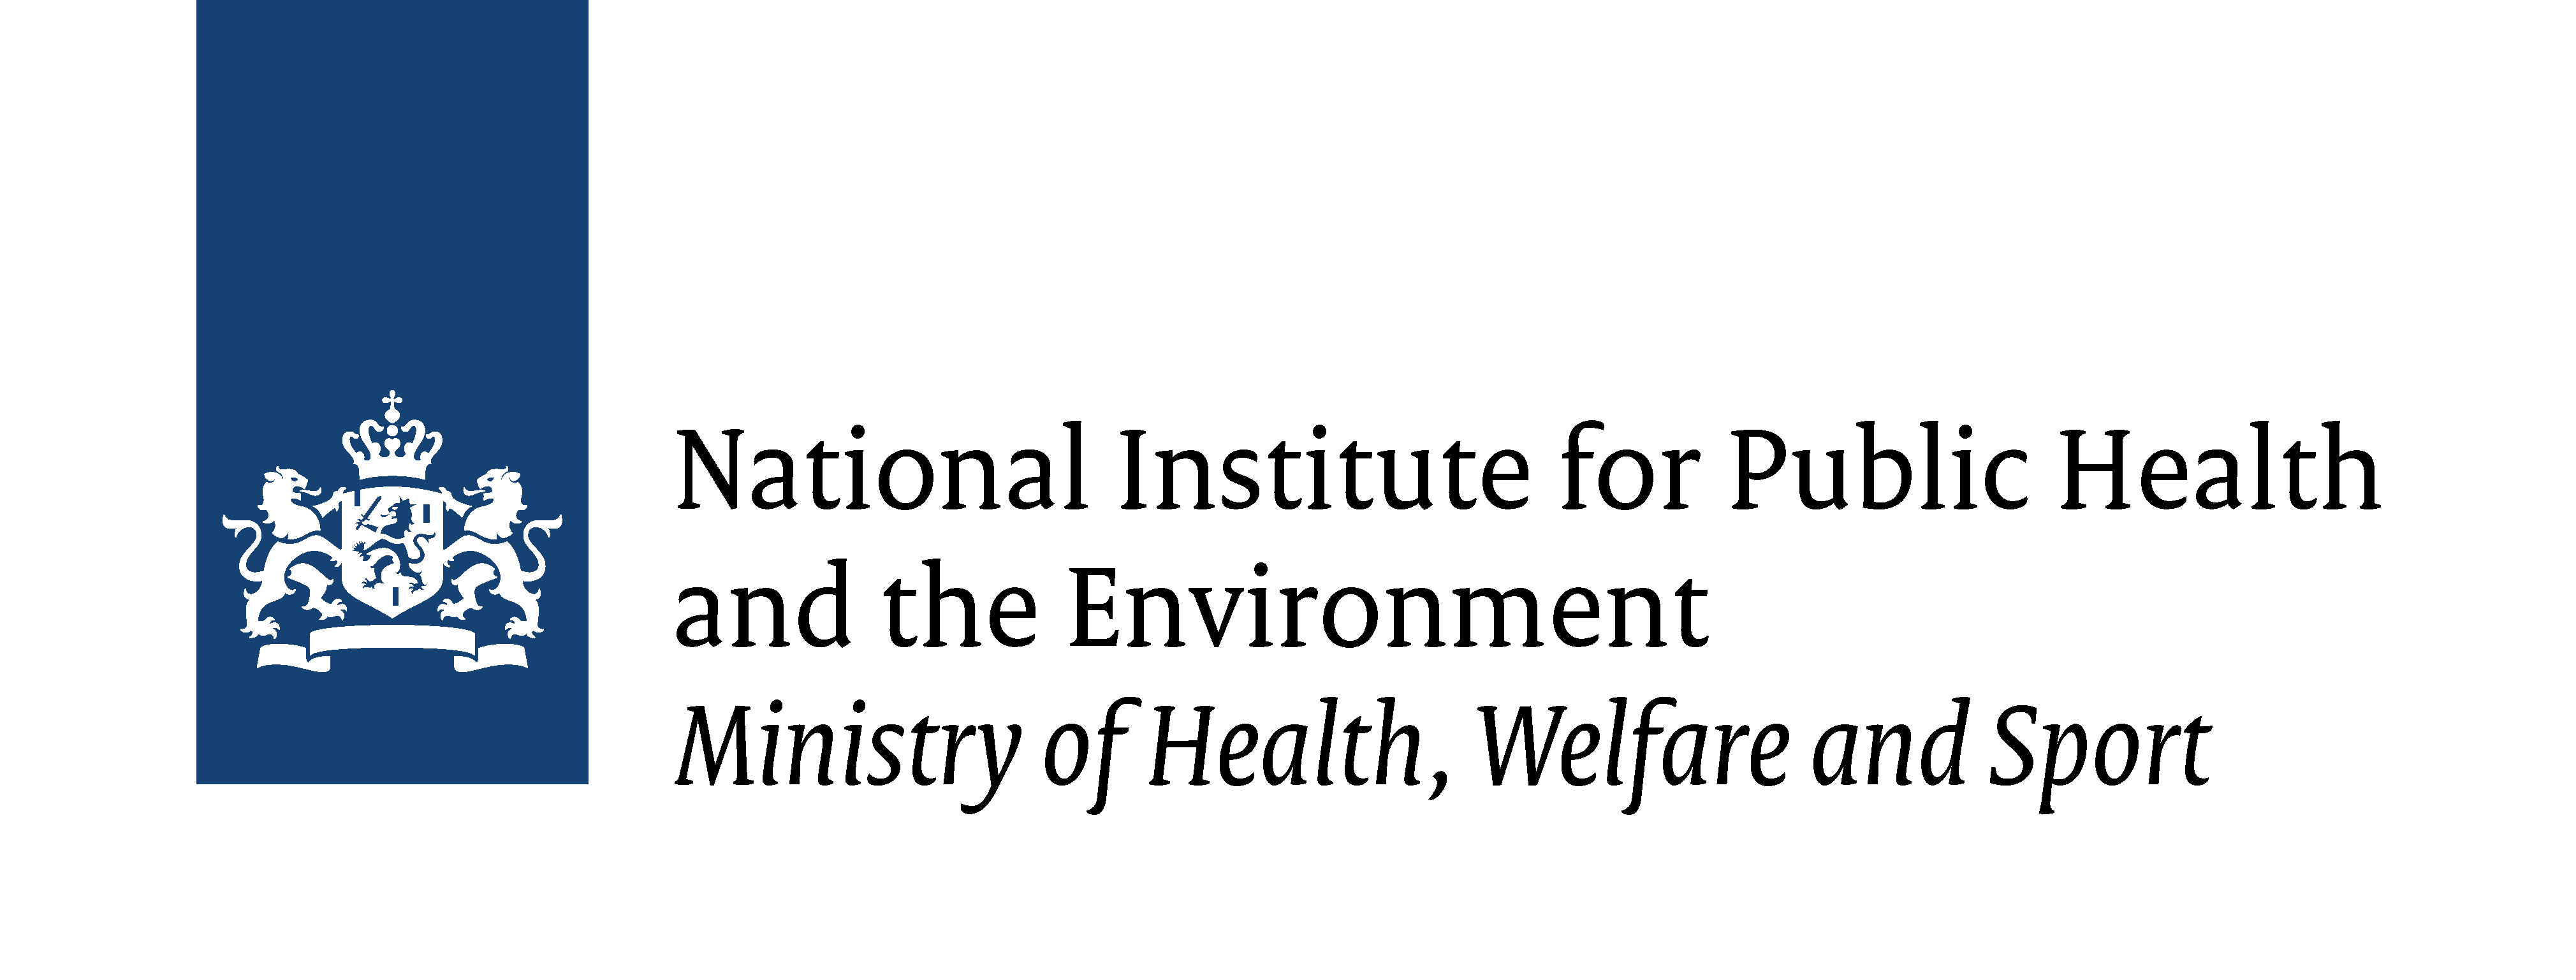 National Institute for Public Health
and the Environment
Ministry of Health, Welfare and Sport